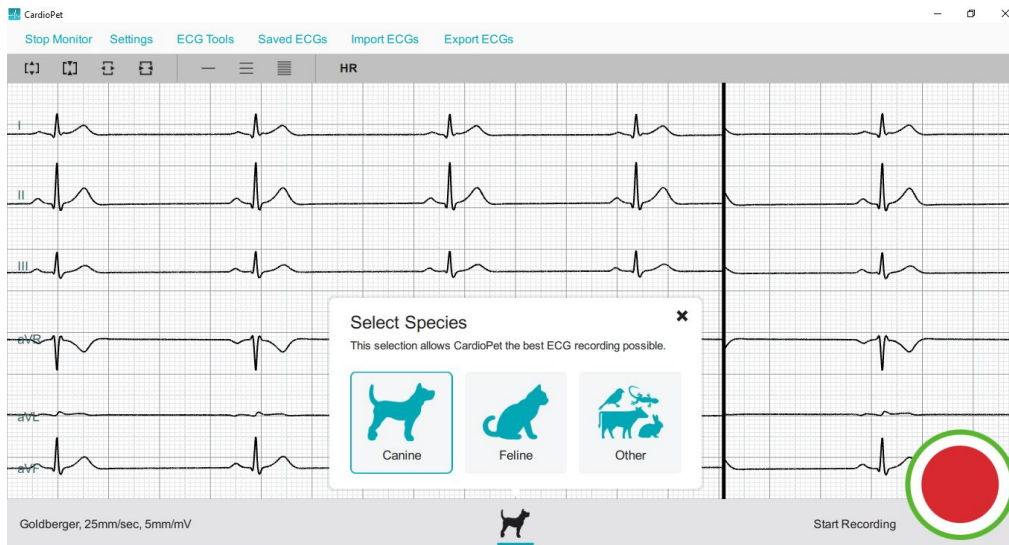 CardioPet
Stop Monitor Settings ECG Tools Saved ECGs Import ECGs Export ECGs
HR
I
II
III
aVR
aVL
aVF
Select Species
This selection allows CardioPet the best ECG recording possible.
Canine Feline Other
Goldberger, 25mm/sec, 5mm/mV Start Recording